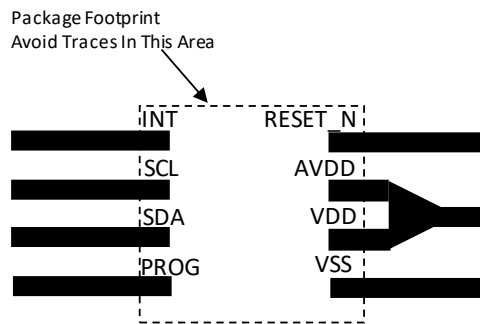 Package Footprint
Avoid Traces In This Area
INT
RESET_N
SCL
AVDD
SDA
VDD
PROG
VSS